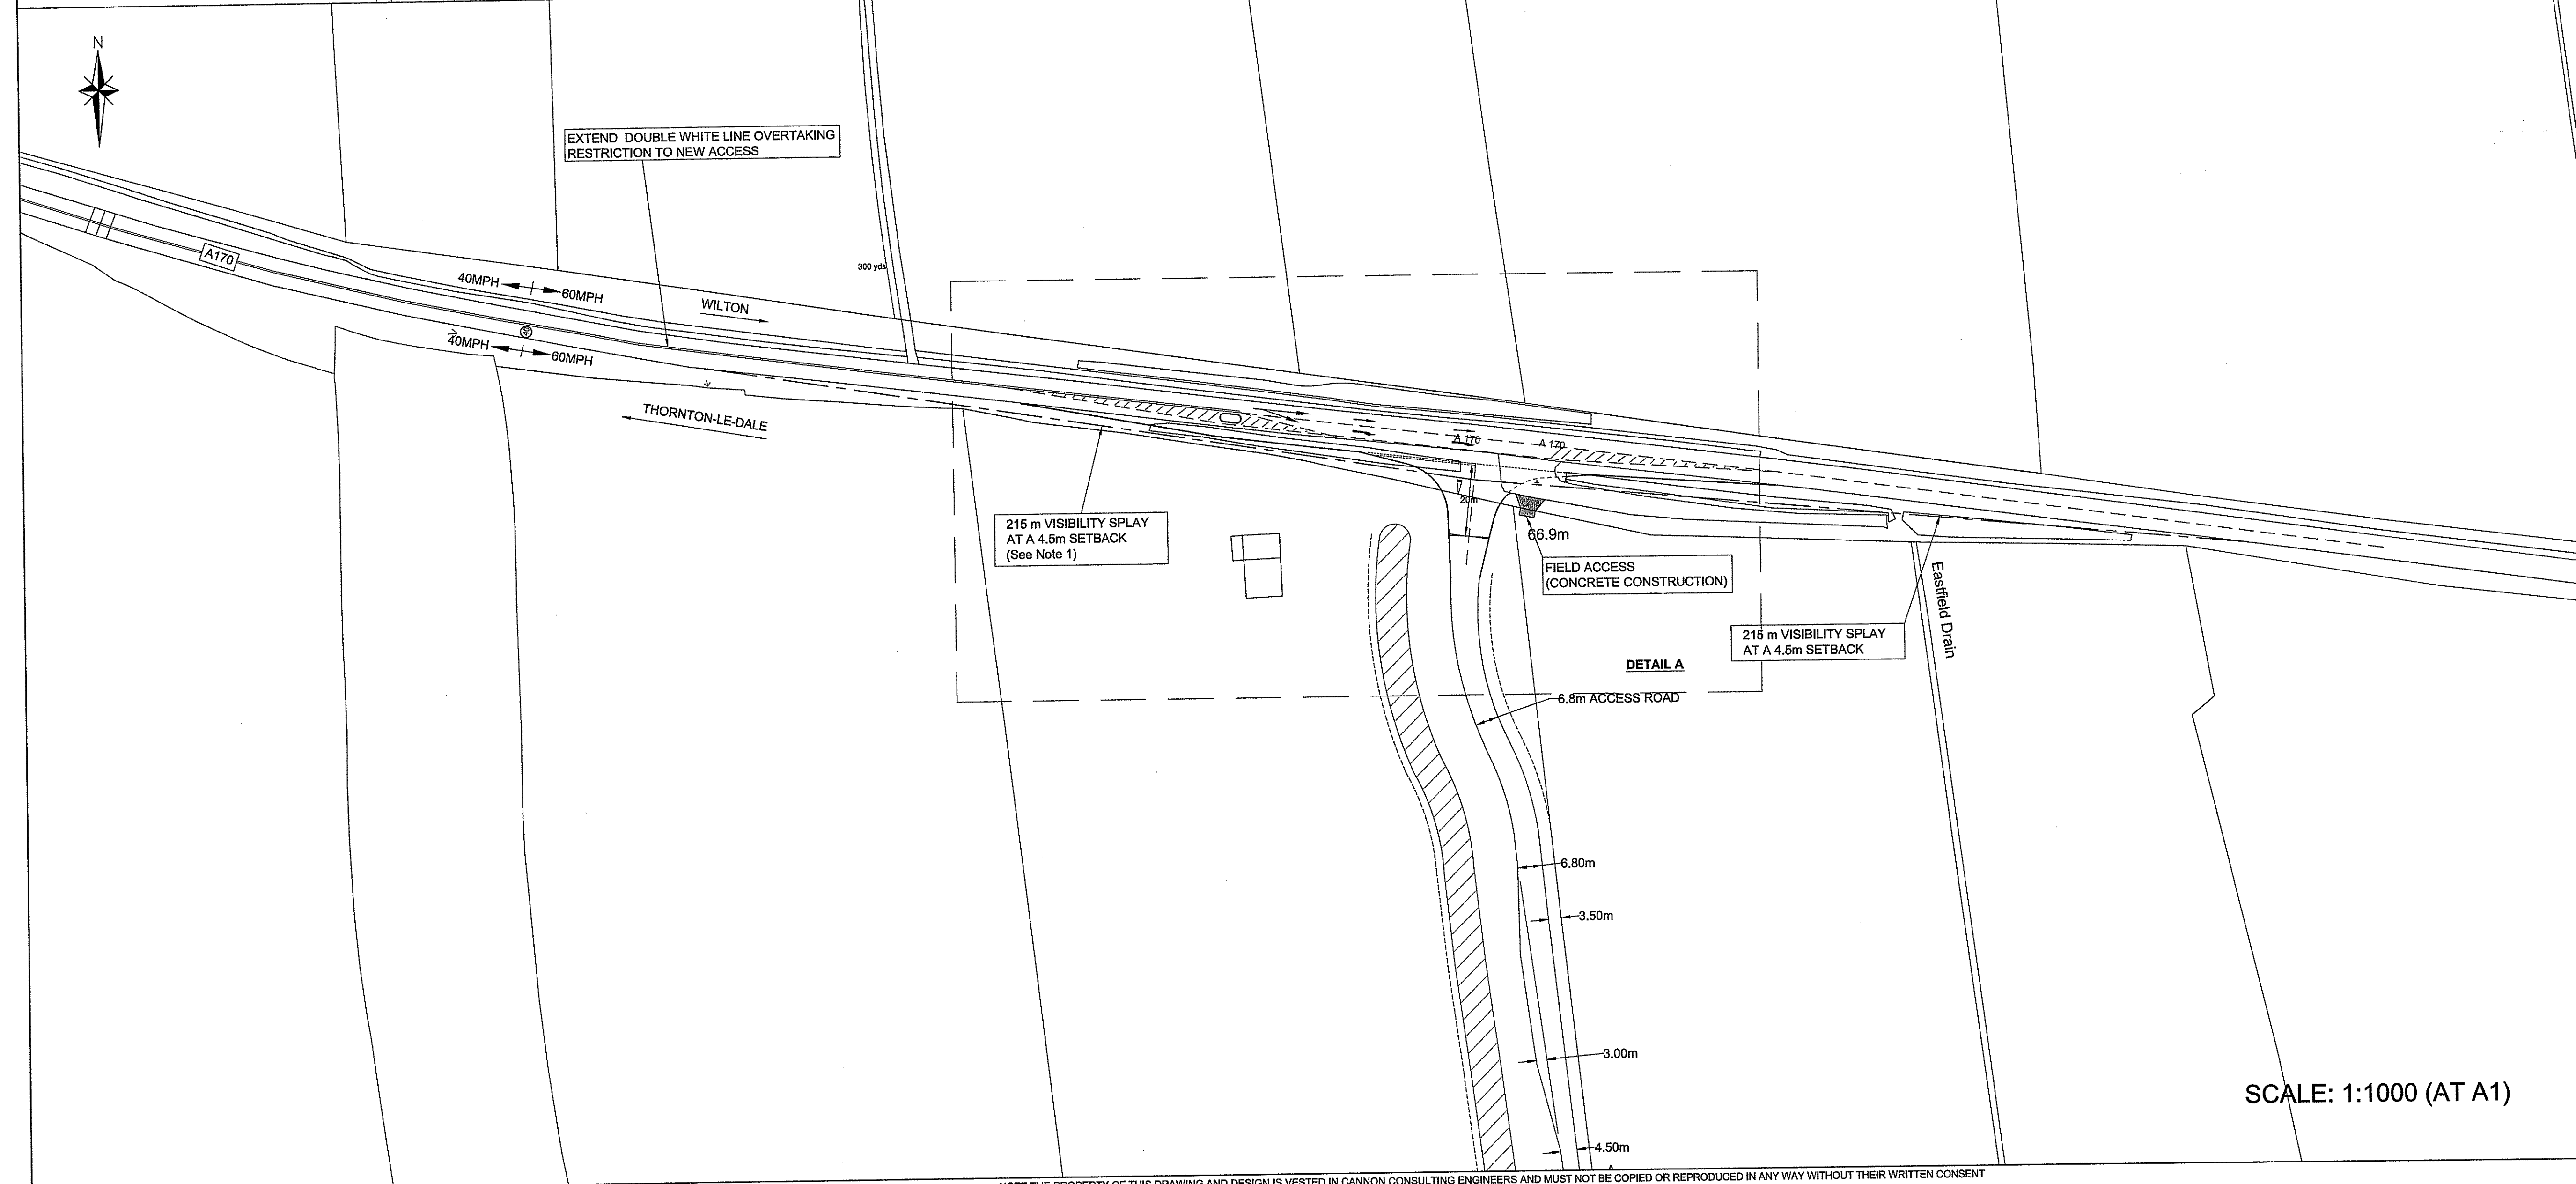 N
EXTEND DOUBLE WHITE LINE OVERTAKING
RESTRICTION TO NEW ACCESS
A170
40MPH
60MPH
300 yds
WILTON
40MPH
60MPH
THORNTON-LE-DALE
A 170
A 170
20m
66.9m
215 m VISIBILITY SPLAY
AT A 4.5m SETBACK
(See Note 1)
FIELD ACCESS
(CONCRETE CONSTRUCTION)
Eastfield Drain
215 m VISIBILITY SPLAY
AT A 4.5m SETBACK
DETAIL A
6.8m ACCESS ROAD
6.80m
3.50m
3.00m
4.50m
SCALE: 1:1000 (AT A1)
NOTE THE PROPERTY OF THIS DRAWING AND DESIGN IS VESTED IN CANNON CONSULTING ENGINEERS AND MUST NOT BE COPIED OR REPRODUCED IN ANY WAY WITHOUT THEIR WRITTEN CONSENT